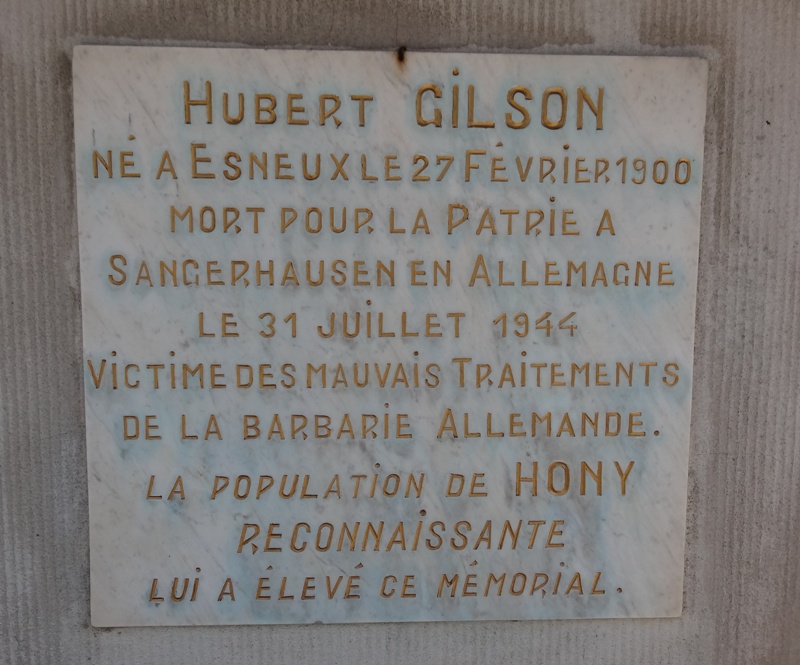 HUBERT GILSON
NÉ A ESNEUX LE 27 FÉVRIER 1900
MORT POUR LA PATRIE A
SANGERHAUSEN EN ALLEMAGNE
LE 31 JUILLET 1944
VICTIME DES MAUVAIS TRAITEMENTS
DE LA BARBARIE ALLEMANDE.
LA POPULATION DE HONY
RECONNAISSANTE
LUI A ÉLEVÉ CE MÉMORIAL.